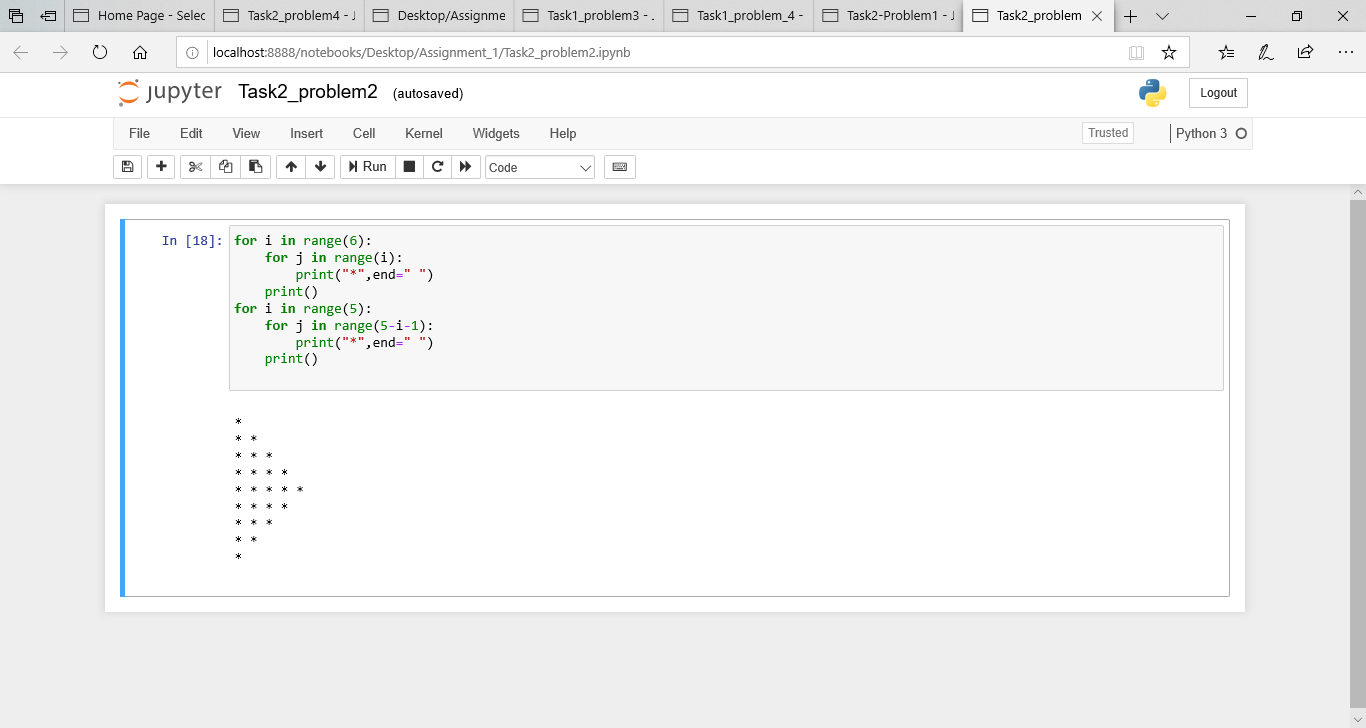 Home Page - Selec
Task2_problem4 - J
Desktop/Assignme
Task1_problem3 - .
Task1_problem_4 -
Task2-Problem1 - J
Task2_problem
localhost:8888/notebooks/Desktop/Assignment_1/Task2_problem2.ipynb
jupyter Task2_problem2 (autosaved)
Logout
File Edit View Insert Cell Kernel Widgets Help
Trusted
Python 3
Run
Code
In [18]:
for i in range(6):
    for j in range(i):
        print("*",end=" ")
    print()
for i in range(5):
    for j in range(5-i-1):
        print("*",end=" ")
    print()
*
* *
* * *
* * * *
* * * * *
* * * *
* * *
* *
*